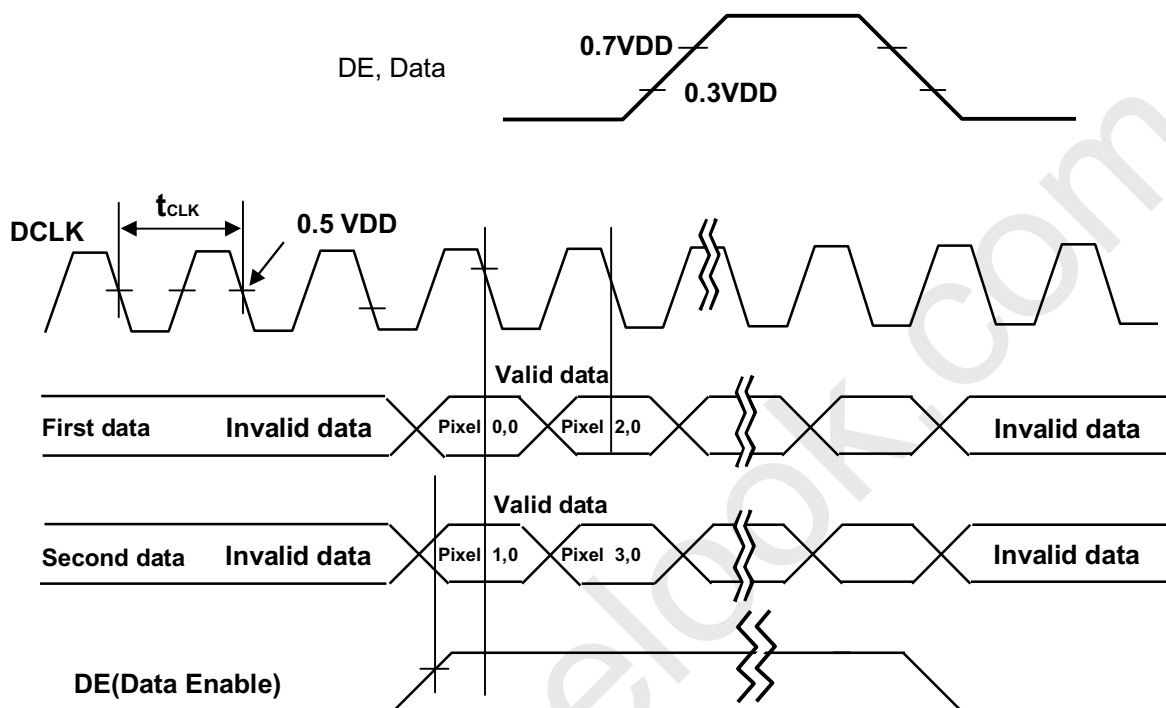 0.7VDD
DE, Data
0.3VDD
tCLK
0.5 VDD
DCLK
Valid data
First data Invalid data Pixel 0,0 Pixel 2,0 Invalid data
Valid data
Second data Invalid data Pixel 1,0 Pixel 3,0 Invalid data
DE(Data Enable)
elook.com